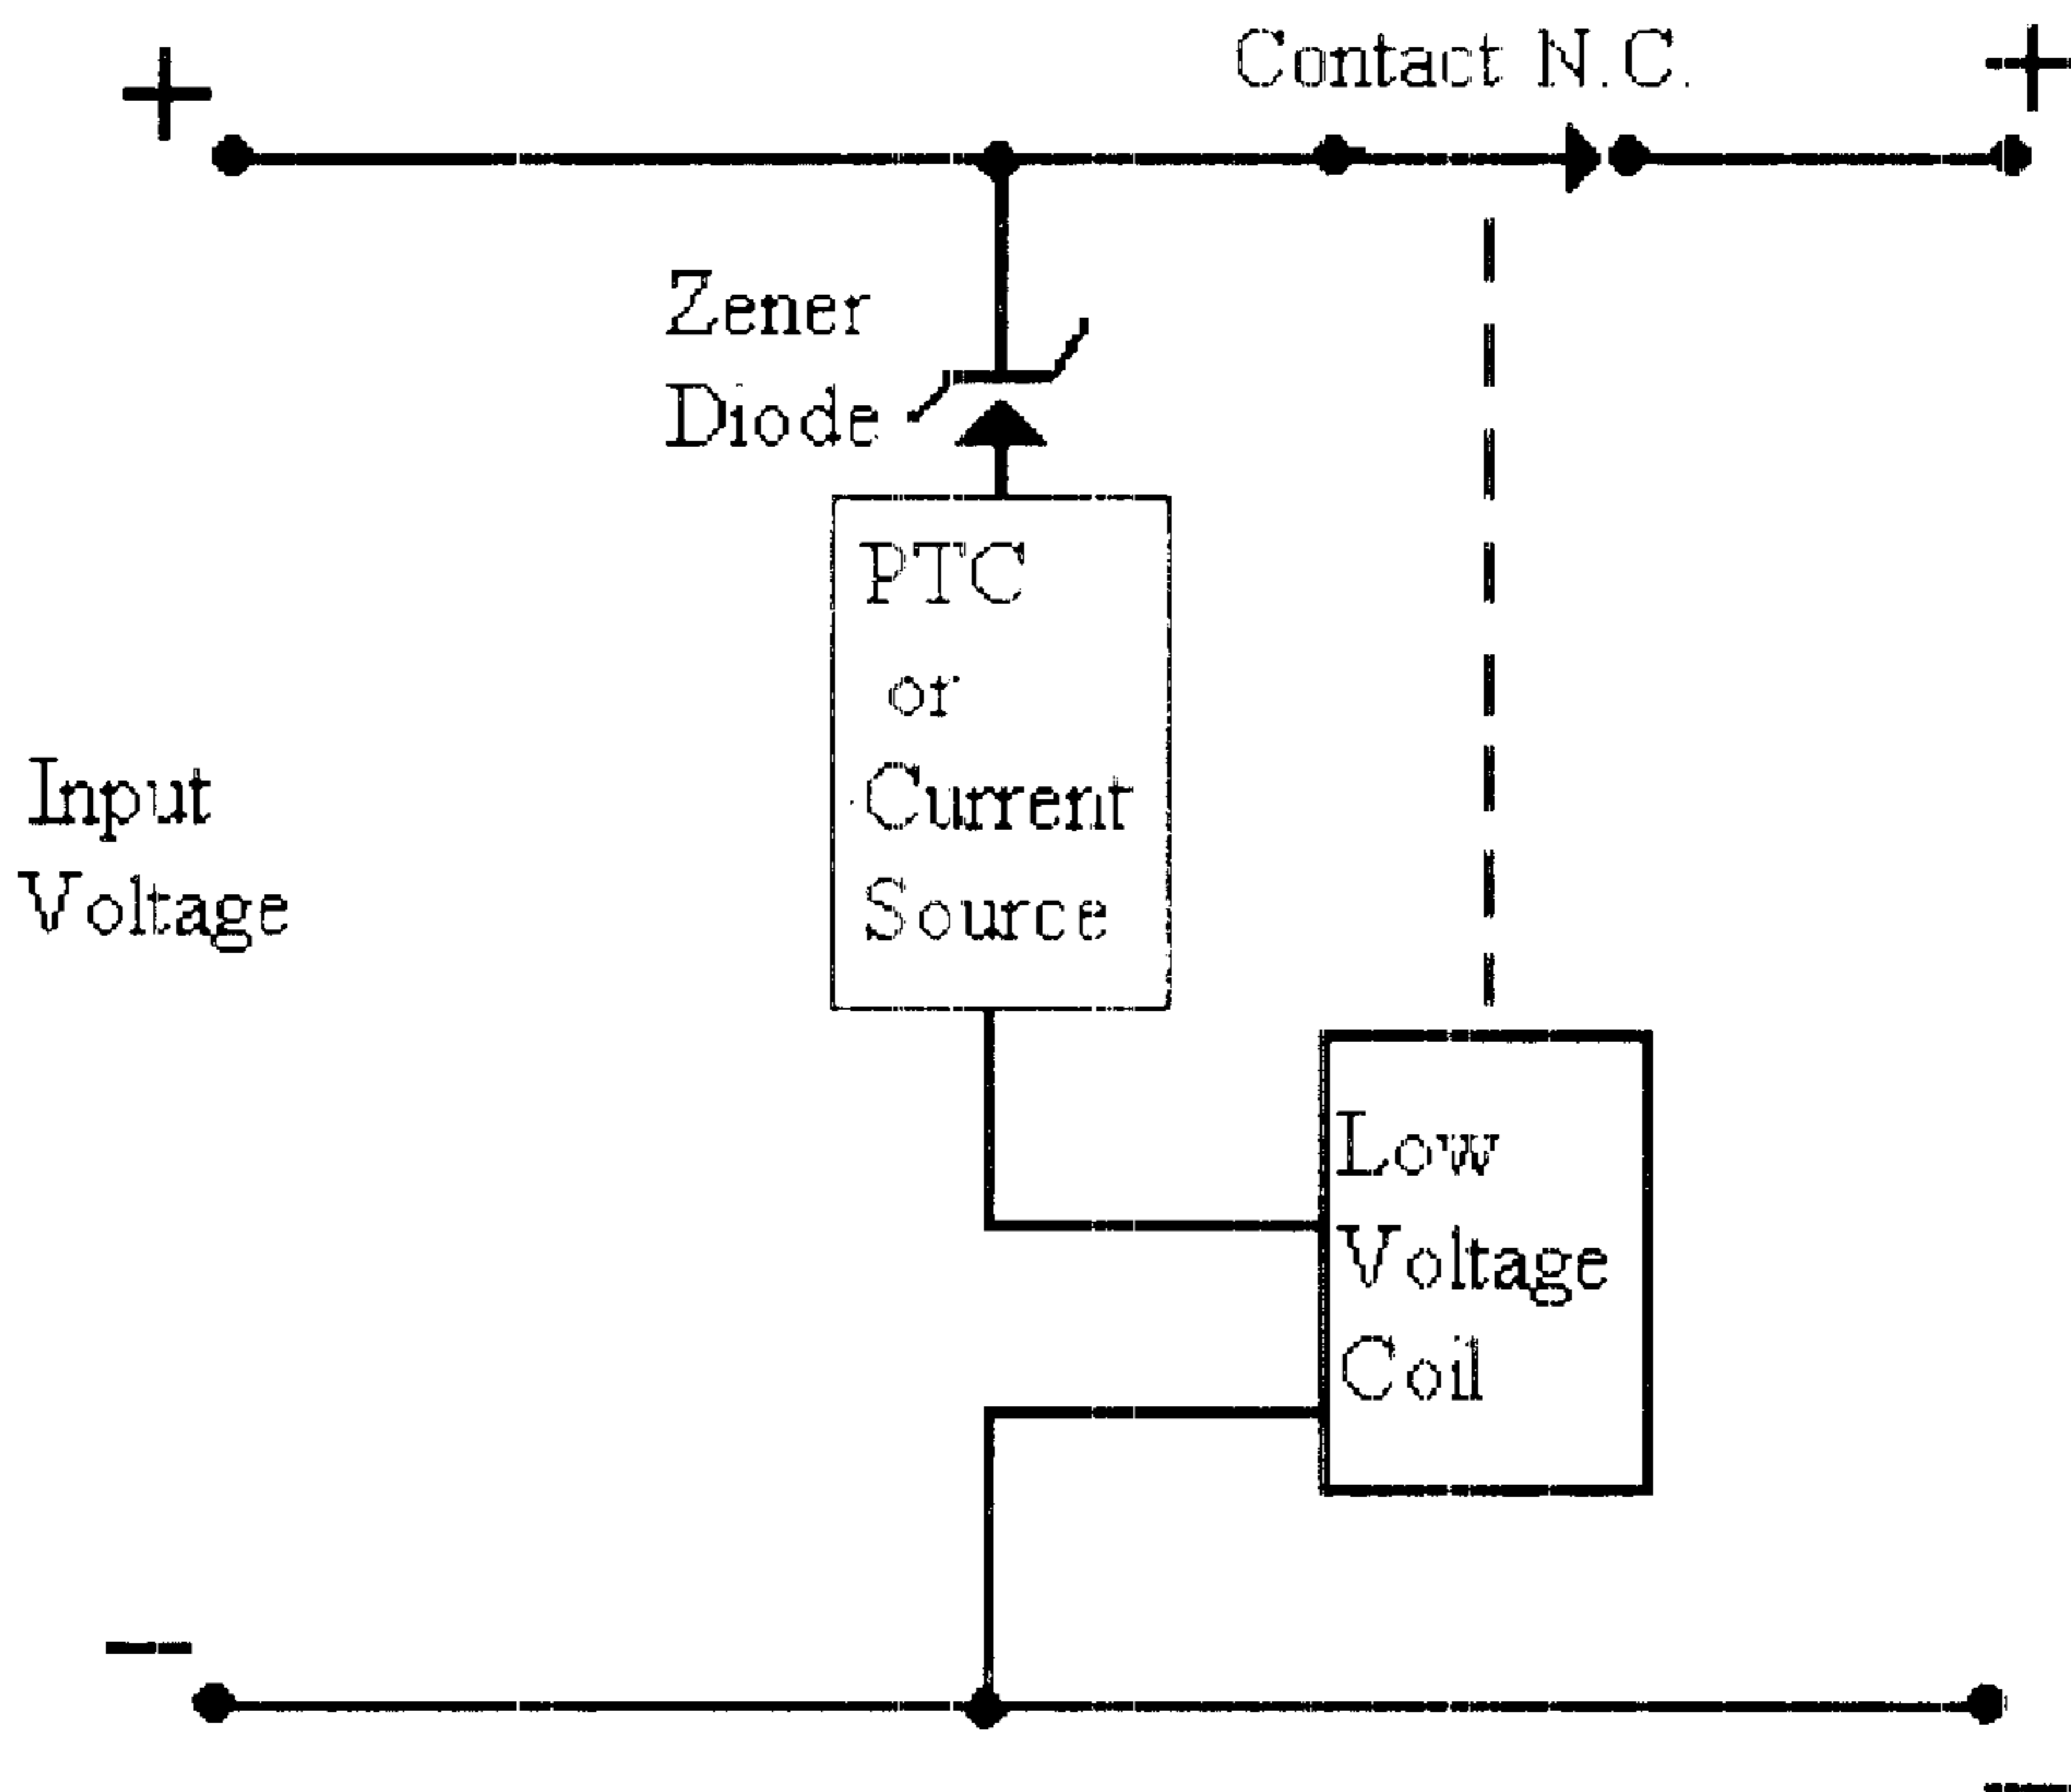 +
Contact N.C.
+
Zener
Diode
PTC
or
Current
Source
Input
Voltage
Low
Voltage
Coil
—
—